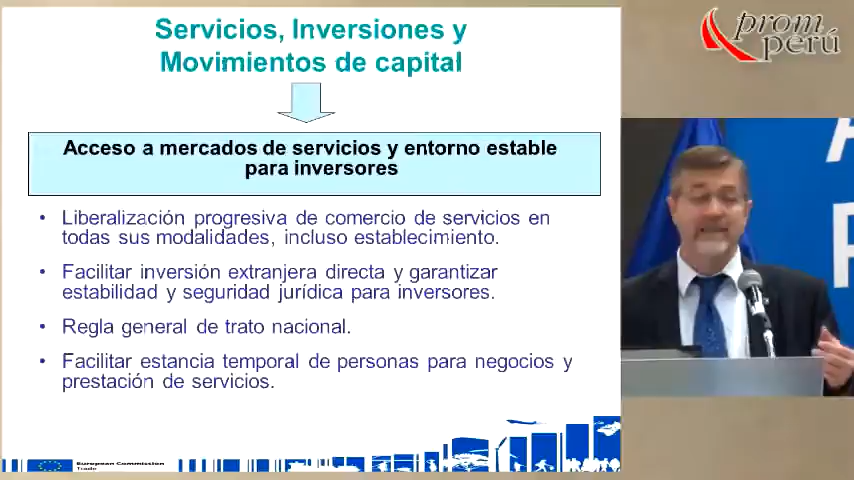 Servicios, Inversiones y
Movimientos de capital
Acceso a mercados de servicios y entorno estable
para inversores
• Liberalización progresiva de comercio de servicios en
todas sus modalidades, incluso establecimiento.
• Facilitar inversión extranjera directa y garantizar
estabilidad y seguridad jurídica para inversores.
• Regla general de trato nacional.
• Facilitar estancia temporal de personas para negocios y
prestación de servicios.
European Commission
Trade
prom
perú